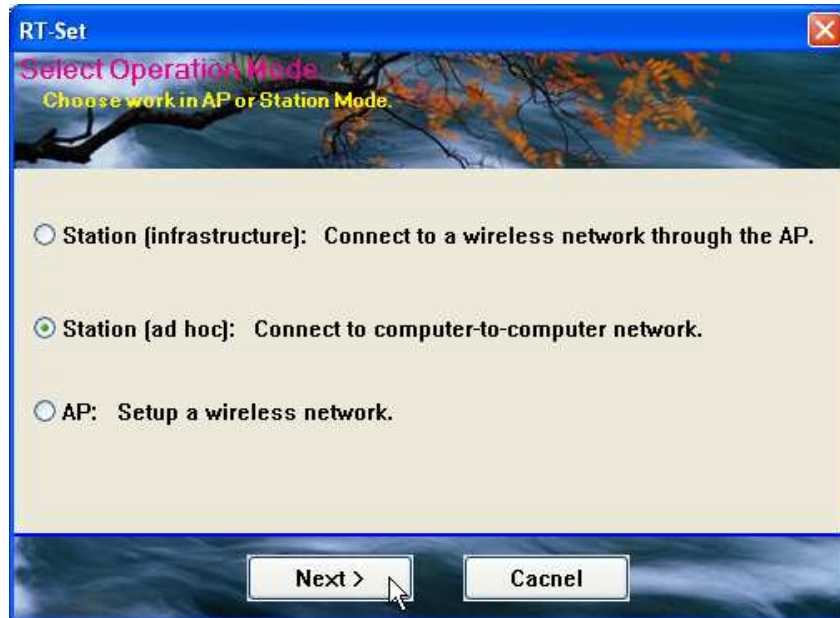 RT-Set
Select Operation Mode.
Choose work in AP or Station Mode.
Station (infrastructure): Connect to a wireless network through the AP.
Station (ad hoc): Connect to computer-to-computer network.
AP: Setup a wireless network.
Next >
Cacnel